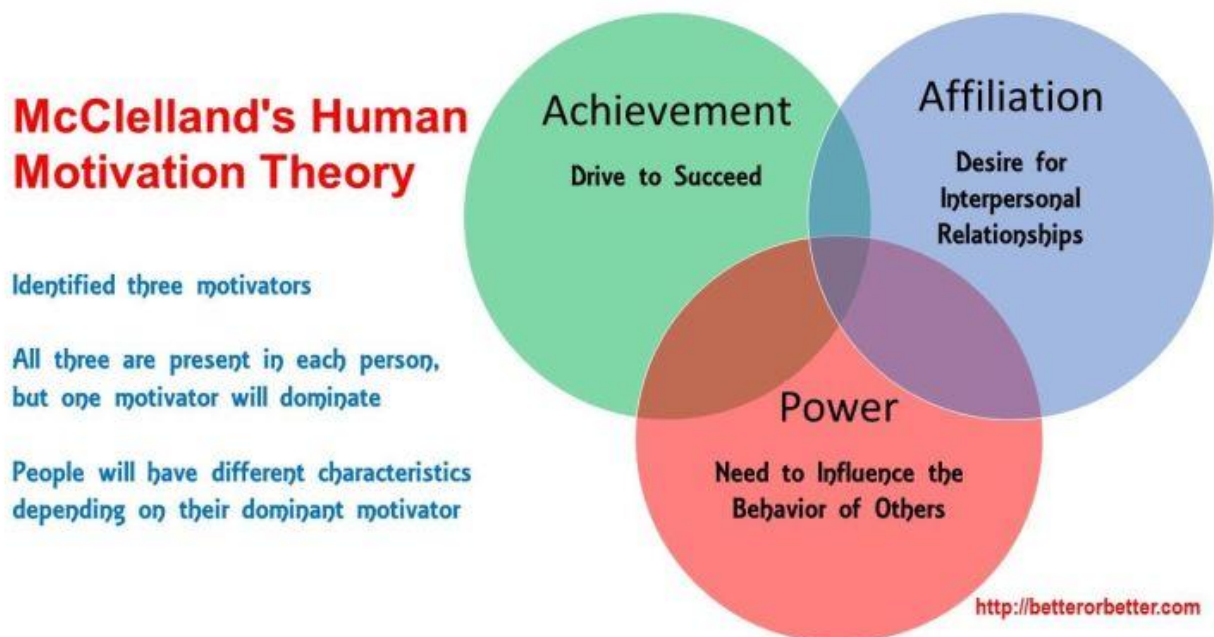 McClelland's Human
Motivation Theory
Identified three motivators
All three are present in each person,
but one motivator will dominate
People will have different characteristics
depending on their dominant motivator
Achievement
Drive to Succeed
Affiliation
Desire for
Interpersonal
Relationships
Power
Need to Influence the
Behavior of Others
http://betterorbetter.com